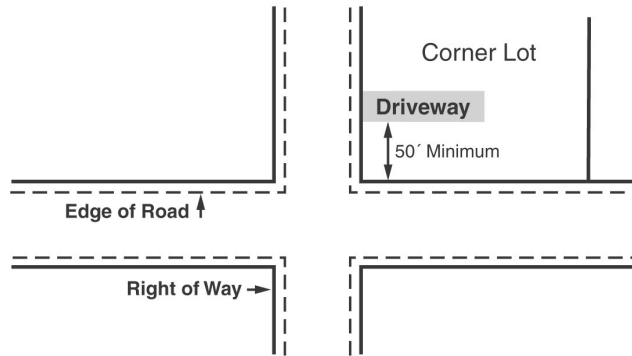 Corner Lot
Driveway
50´ Minimum
Edge of Road
Right of Way